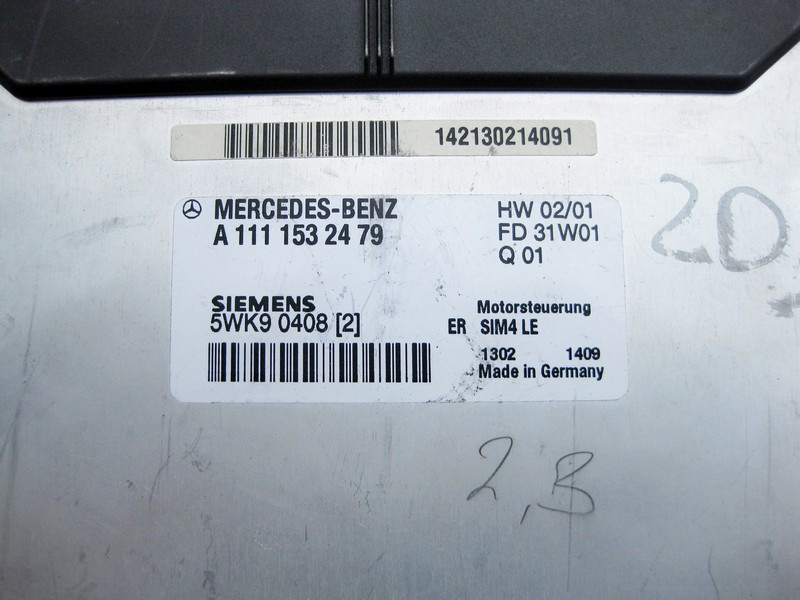 142130214091
MERCEDES-BENZ HW 02/01
A 111 153 24 79 FD 31W01
Q 01
SIEMENS Motorsteuerung
5WK9 0408 [2] ER SIM4 LE
1302 1409
Made in Germany
20
2,3